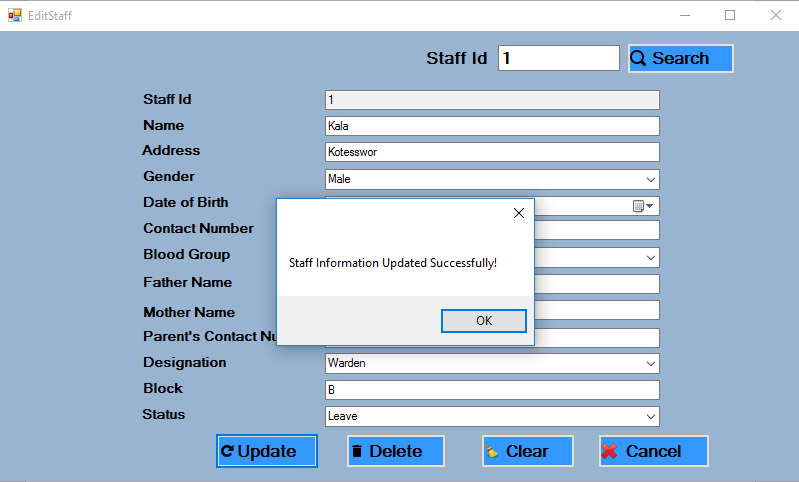 EditStaff
Staff Id 1 Search
Staff Id 1
Name Kala
Address Kotesswor
Gender Male
Date of Birth
Contact Number
Blood Group
Staff Information Updated Successfully!
Father Name
Mother Name
OK
Parent's Contact Nu
Designation Warden
Block B
Status Leave
Update Delete Clear Cancel